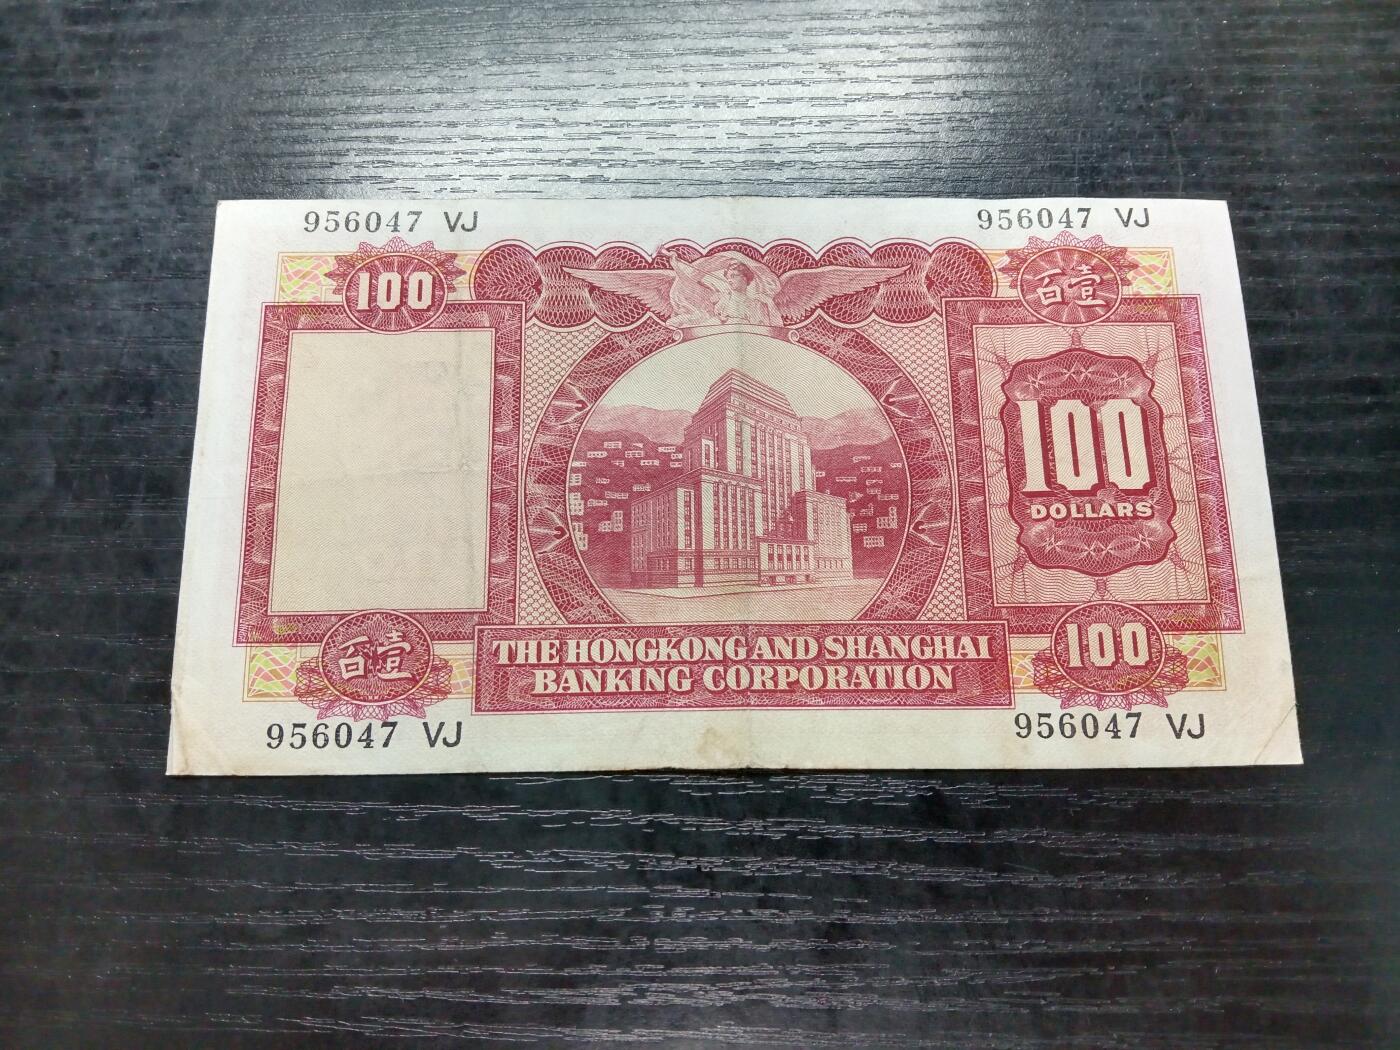 956047 VJ
956047 VJ
100
百壹
100
DOLLARS
百壹
THE HONGKONG AND SHANGHAI
BANKING CORPORATION
100
956047 VJ
956047 VJ